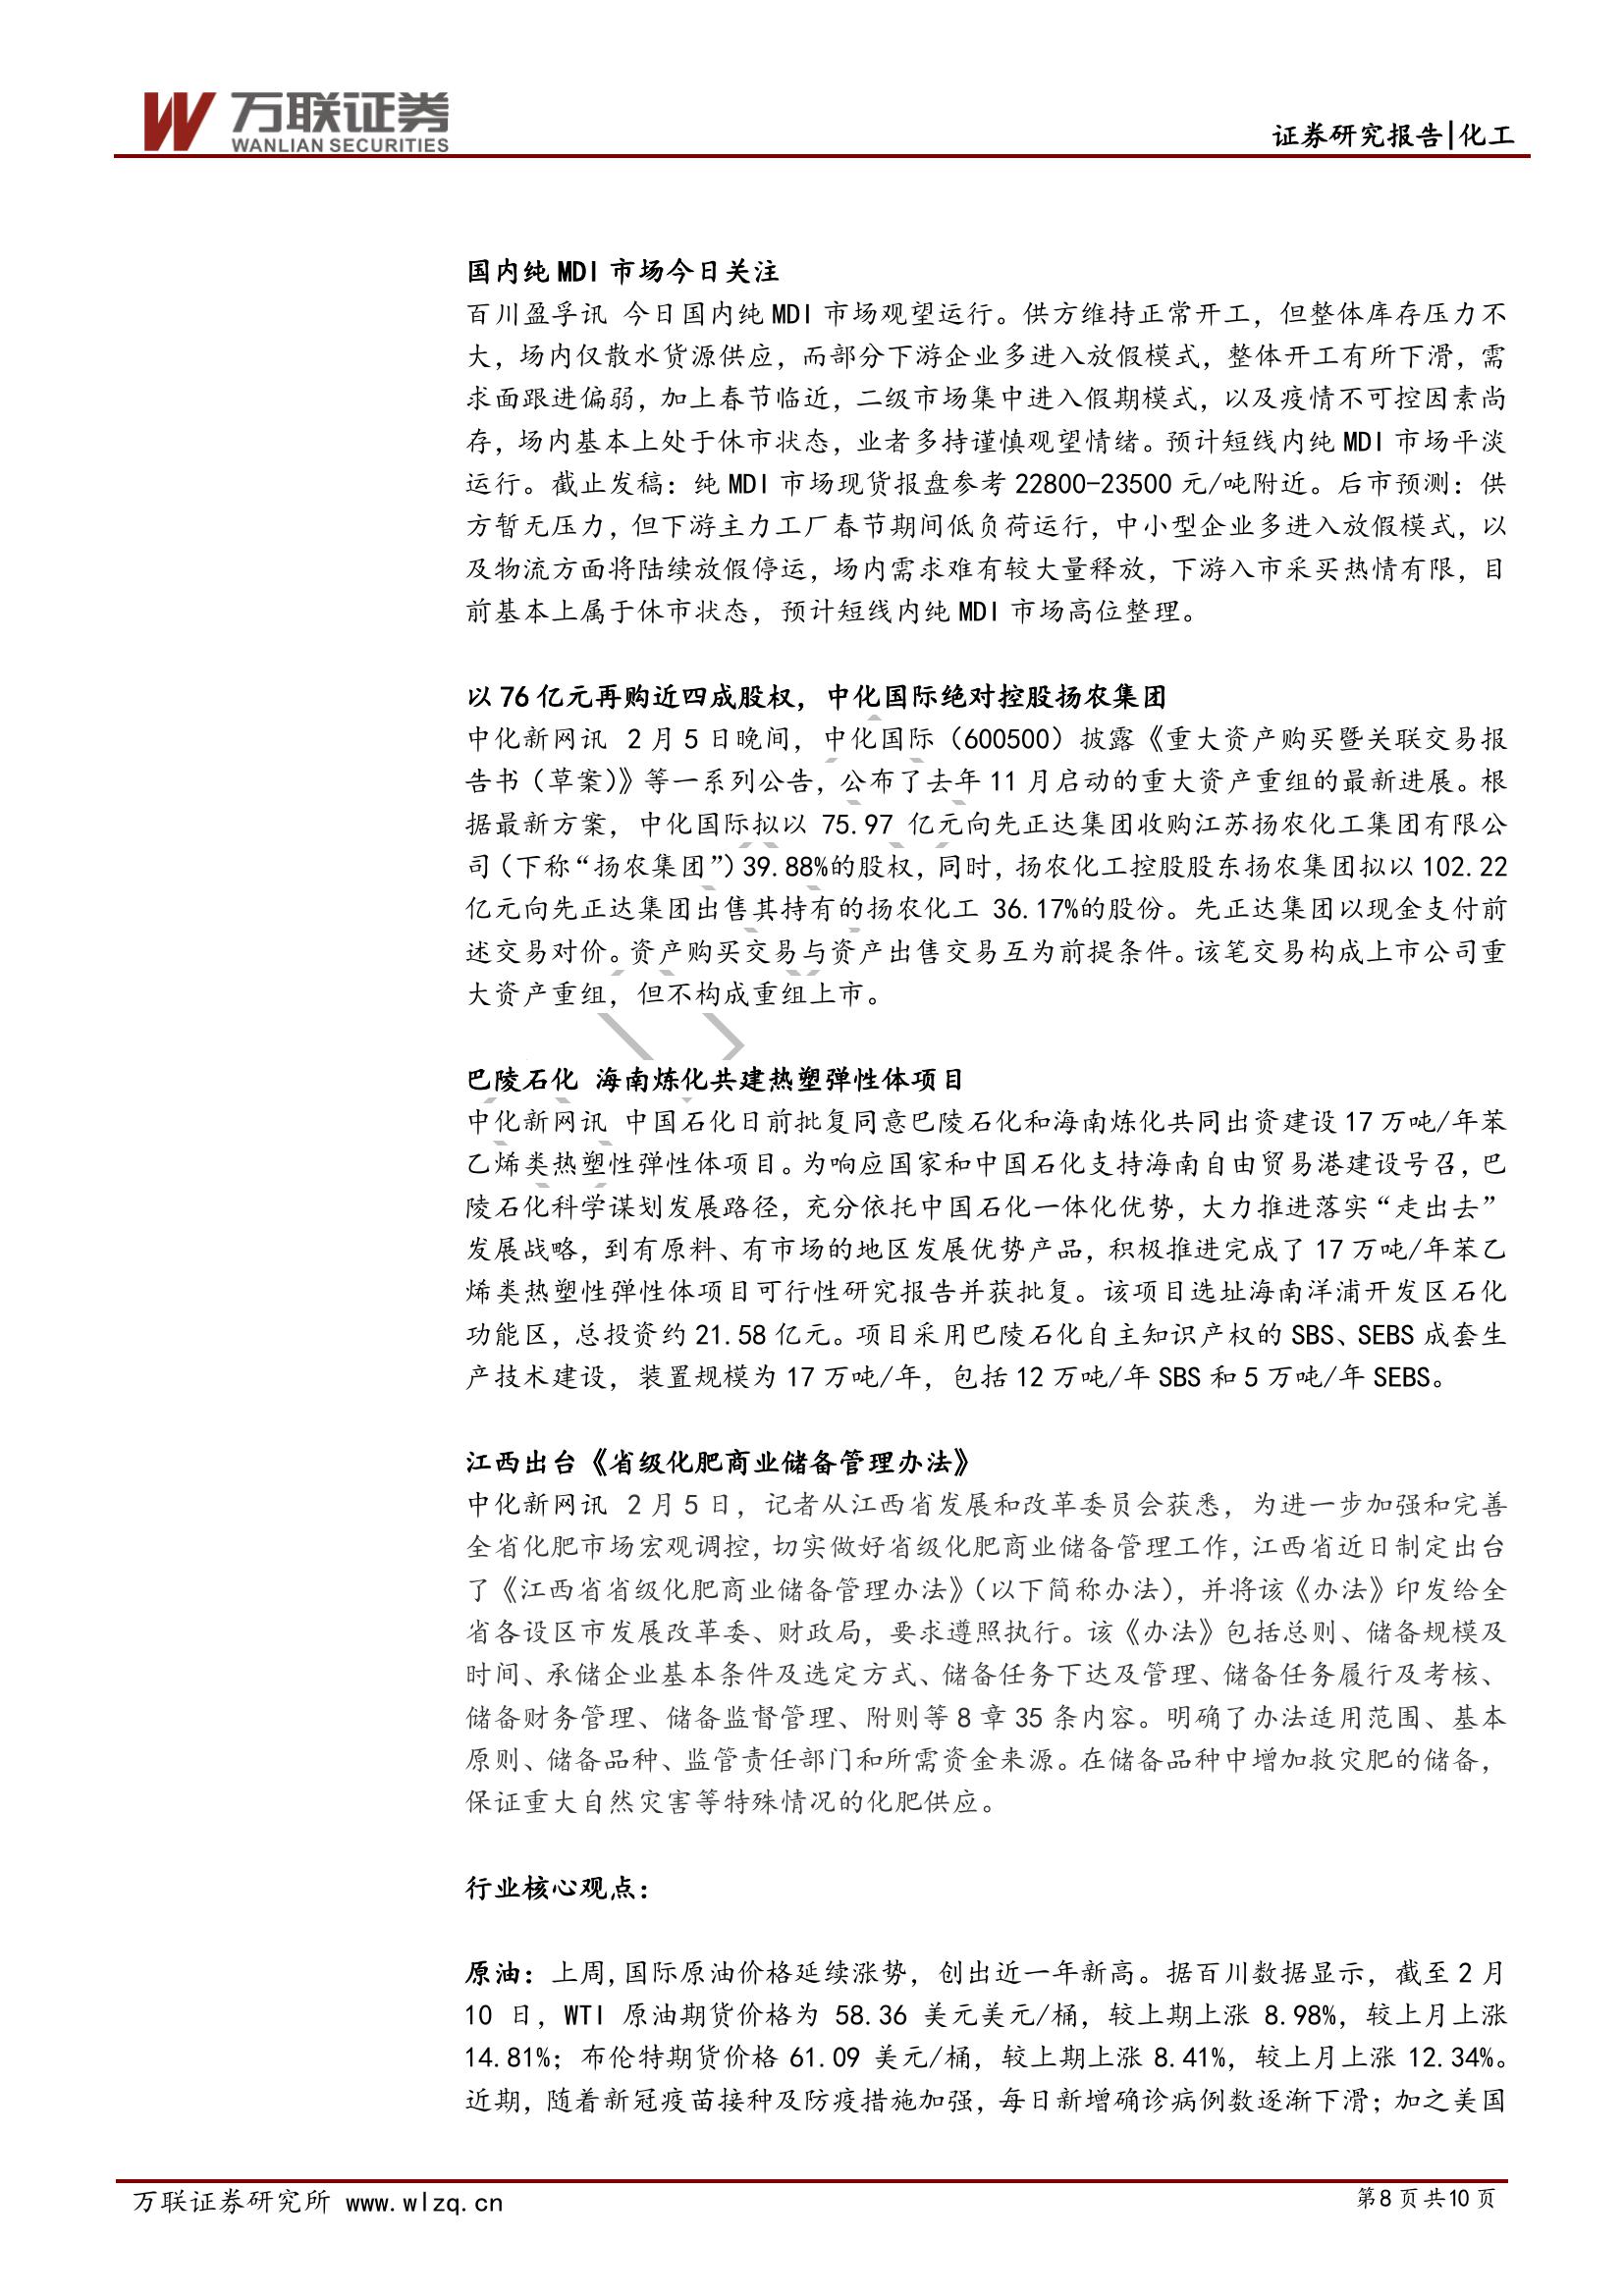 万联证券
WANLIAN SECURITIES
证券研究报告|化工
国内纯 MDI 市场今日关注
百川盈孚讯 今日国内纯 MDI 市场观望运行。供方维持正常开工，但整体库存压力不
大，场内仅散水货源供应，而部分下游企业多进入放假模式，整体开工有所下滑，需
求面跟进偏弱，加上春节临近，二级市场集中进入假期模式，以及疫情不可控因素尚
存，场内基本上处于休市状态，业者多持谨慎观望情绪。预计短线内纯 MDI 市场平淡
运行。截止发稿：纯 MDI 市场现货报盘参考 22800-23500 元/吨附近。后市预测：供
方暂无压力，但下游主力工厂春节期间低负荷运行，中小型企业多进入放假模式，以
及物流方面将陆续放假停运，场内需求难有较大量释放，下游入市采买热情有限，目
前基本上属于休市状态，预计短线内纯 MDI 市场高位整理。
以 76 亿元再购近四成股权，中化国际绝对控股扬农集团
中化新网讯 2 月 5 日晚间，中化国际（600500）披露《重大资产购买暨关联交易报
告书（草案）》等一系列公告，公布了去年 11 月启动的重大资产重组的最新进展。根
据最新方案，中化国际拟以 75.97 亿元向先正达集团收购江苏扬农化工集团有限公
司（下称“扬农集团”）39.88%的股权，同时，扬农化工控股股东扬农集团拟以 102.22
亿元向先正达集团出售其持有的扬农化工 36.17%的股份。先正达集团以现金支付前
述交易对价。资产购买交易与资产出售交易互为前提条件。该笔交易构成上市公司重
大资产重组，但不构成重组上市。
巴陵石化 海南炼化共建热塑弹性体项目
中化新网讯 中国石化日前批复同意巴陵石化和海南炼化共同出资建设 17 万吨/年苯
乙烯类热塑性弹性体项目。为响应国家和中国石化支持海南自由贸易港建设号召，巴
陵石化科学谋划发展路径，充分依托中国石化一体化优势，大力推进落实“走出去”
发展战略，到有原料、有市场的地区发展优势产品，积极推进完成了 17 万吨/年苯乙
烯类热塑性弹性体项目可行性研究报告并获批复。该项目选址海南洋浦开发区石化
功能区，总投资约 21.58 亿元。项目采用巴陵石化自主知识产权的 SBS、SEBS 成套生
产技术建设，装置规模为 17 万吨/年，包括 12 万吨/年 SBS 和 5 万吨/年 SEBS。
江西出台《省级化肥商业储备管理办法》
中化新网讯 2 月 5 日，记者从江西省发展和改革委员会获悉，为进一步加强和完善
全省化肥市场宏观调控，切实做好省级化肥商业储备管理工作，江西省近日制定出台
了《江西省省级化肥商业储备管理办法》（以下简称办法），并将该《办法》印发给全
省各设区市发展改革委、财政局，要求遵照执行。该《办法》包括总则、储备规模及
时间、承储企业基本条件及选定方式、储备任务下达及管理、储备任务履行及考核、
储备财务管理、储备监督管理、附则等 8 章 35 条内容。明确了办法适用范围、基本
原则、储备品种、监管责任部门和所需资金来源。在储备品种中增加救灾肥的储备，
保证重大自然灾害等特殊情况的化肥供应。
行业核心观点：
原油：上周,国际原油价格延续涨势，创出近一年新高。据百川数据显示，截至 2 月
10 日，WTI 原油期货价格为 58.36 美元美元/桶，较上期上涨 8.98%，较上月上涨
14.81%；布伦特期货价格 61.09 美元/桶，较上期上涨 8.41%，较上月上涨 12.34%。
近期，随着新冠疫苗接种及防疫措施加强，每日新增确诊病例数逐渐下滑；加之美国
万联证券研究所 www.wlzq.cn
第 8 页 共 10 页